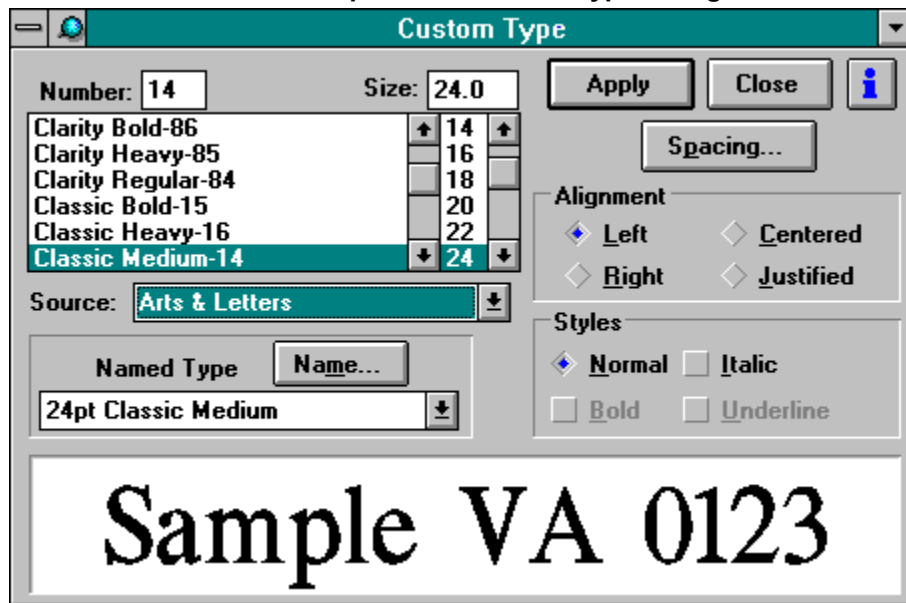 Custom Type
Number: 14 Size: 24.0
Apply Close i
Clarity Bold-86 14
Clarity Heavy-85 16
Clarity Regular-84 18
Classic Bold-15 20
Classic Heavy-16 22
Classic Medium-14 24
Spacing...
Alignment
Left Centered
Right Justified
Source: Arts & Letters
Styles
Normal Italic
Bold Underline
Named Type Name...
24pt Classic Medium
Sample VA 0123